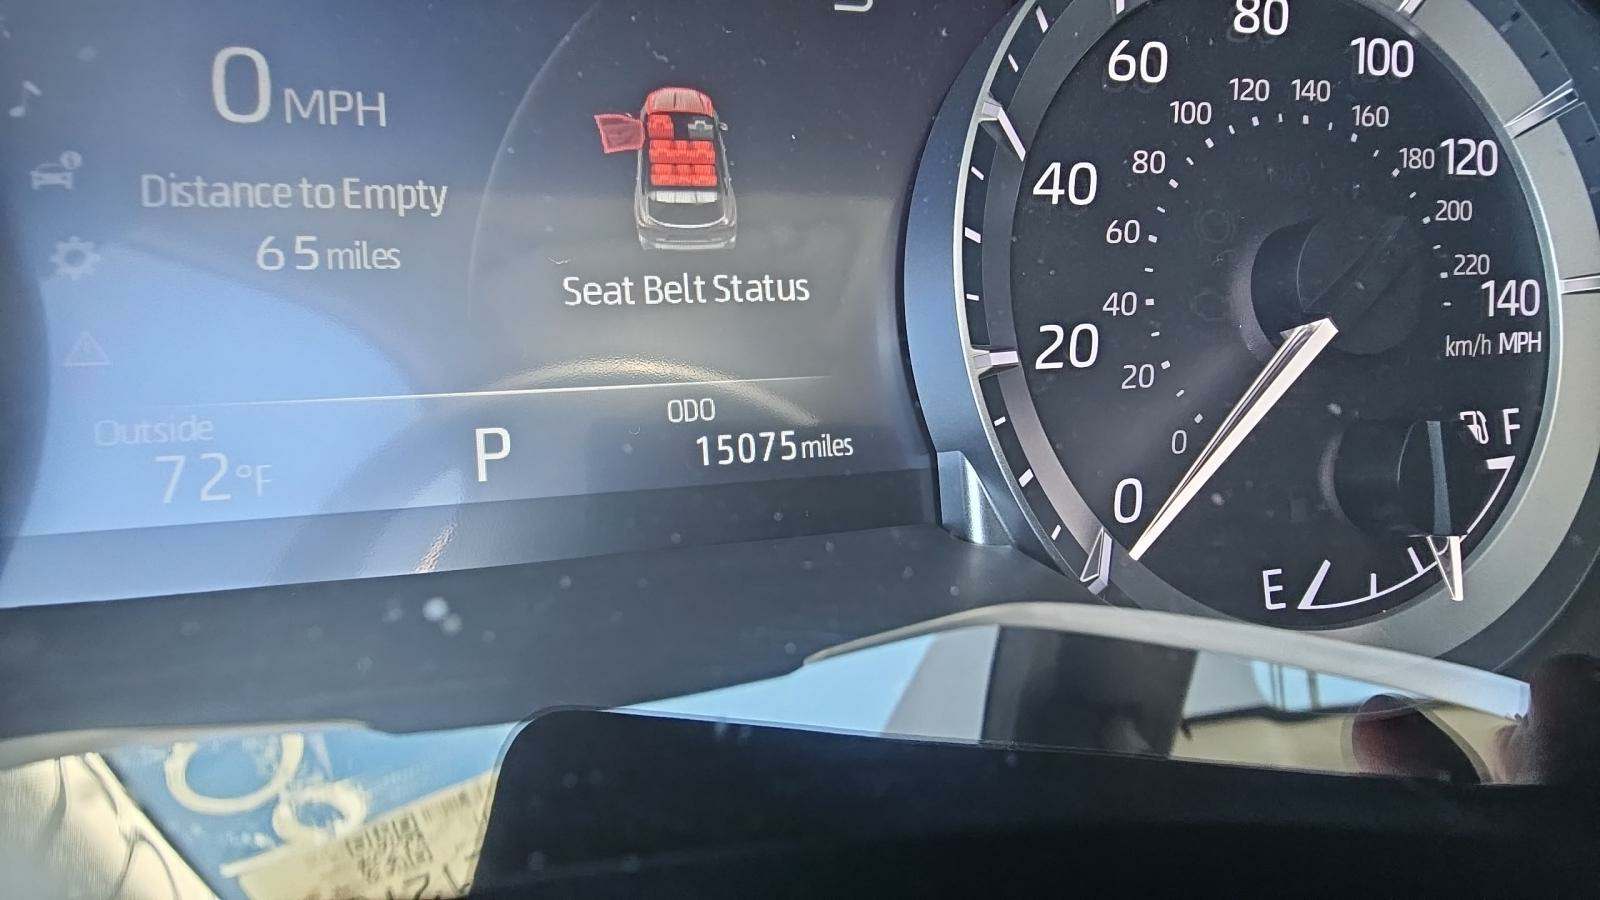 0 MPH
Distance to Empty
65 miles
Seat Belt Status
Outside
72°F
P
ODO
15075 miles
0
20
40
60
80
100
120
140
km/h MPH
0
20
40
60
80
100
120
140
160
180
200
220
E
F